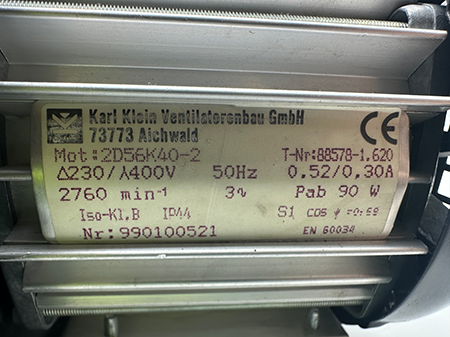 Karl Klein Ventilatorenbau GmbH
73773 Aichwald
CE
Mot:2D56K40-2 T-Nr:88578-1.620
Δ230/⅄400V 50Hz 0.52/0,30A
2760 min⁻¹ 3~ Pab 90 W
Iso-Kl.B IP44 S1 cos φ
Nr:990100521 EN 60034